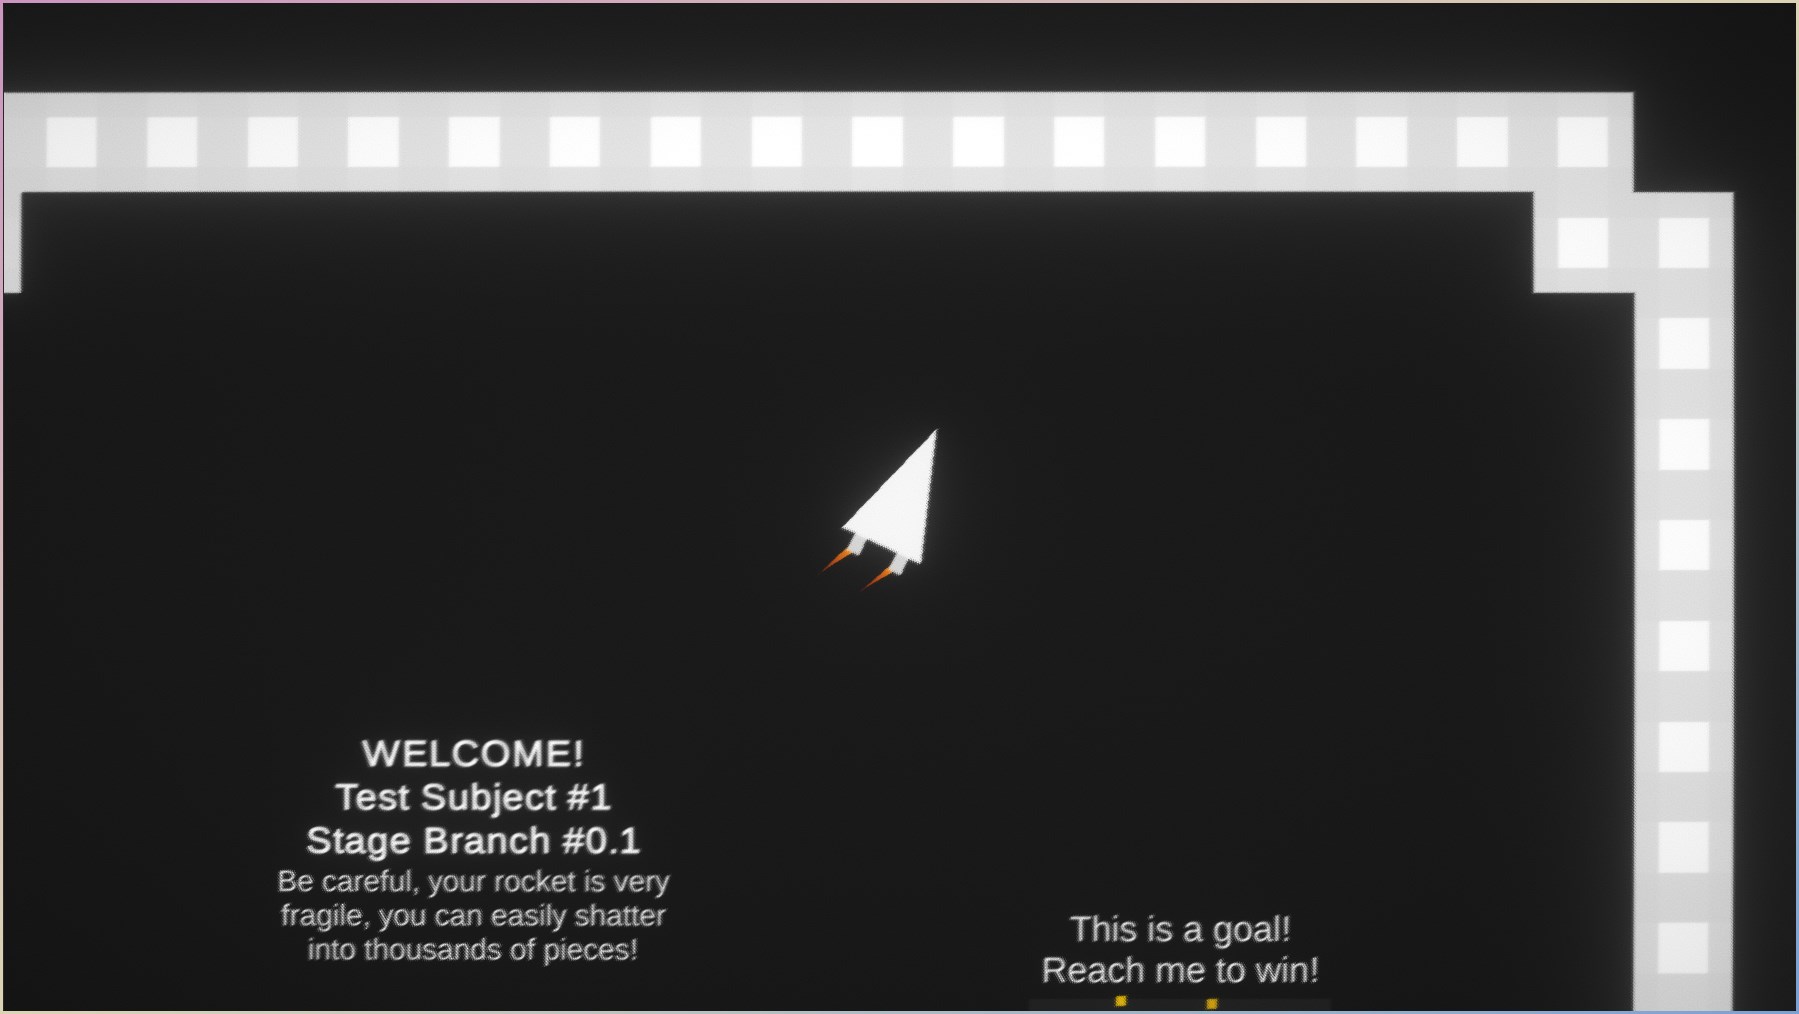 WELCOME!
Test Subject #1
Stage Branch #0.1
Be careful, your rocket is very
fragile, you can easily shatter
into thousands of pieces!
This is a goal!
Reach me to win!